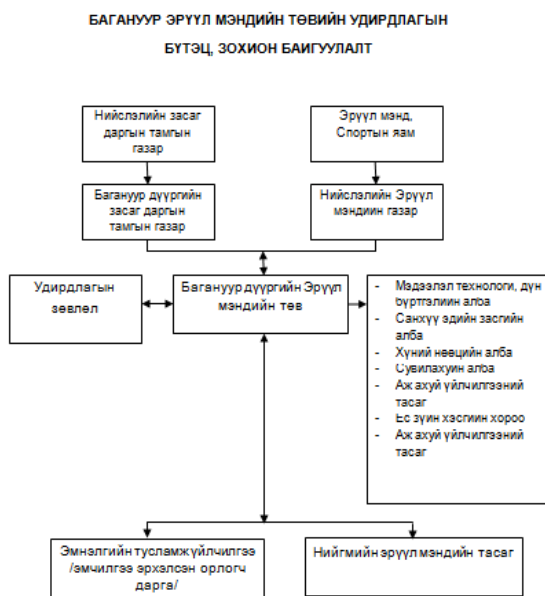 БАГАНУУР ЭРҮҮЛ МЭНДИЙН ТӨВИЙН УДИРДЛАГЫН
БҮТЭЦ, ЗОХИОН БАЙГУУЛАЛТ
Нийслэлийн засаг
даргын тамгын
газар
Эрүүл мэнд,
Спортын яам
Багануур дүүргийн
засаг даргын
тамгын газар
Нийслэлийн Эрүүл
мэндийн газар
Удирдлагын
зөвлөл
Багануур дүүргийн Эрүүл
мэндийн төв
- Мэдээлэл технологи, дүн
бүртгэлийн алба
- Санхүү эдийн засгийн
алба
- Хүний нөөцийн алба
- Сувилахуйн алба
- Аж ахуй үйлчилгээний
тасаг
- Ёс зүйн хэсгийн хороо
- Аж ахуй үйлчилгээний
тасаг
Эмнэлгийн тусламж үйлчилгээ
/эмчилгээ эрхэлсэн орлогч
дарга/
Нийгмийн эрүүл мэндийн тасаг